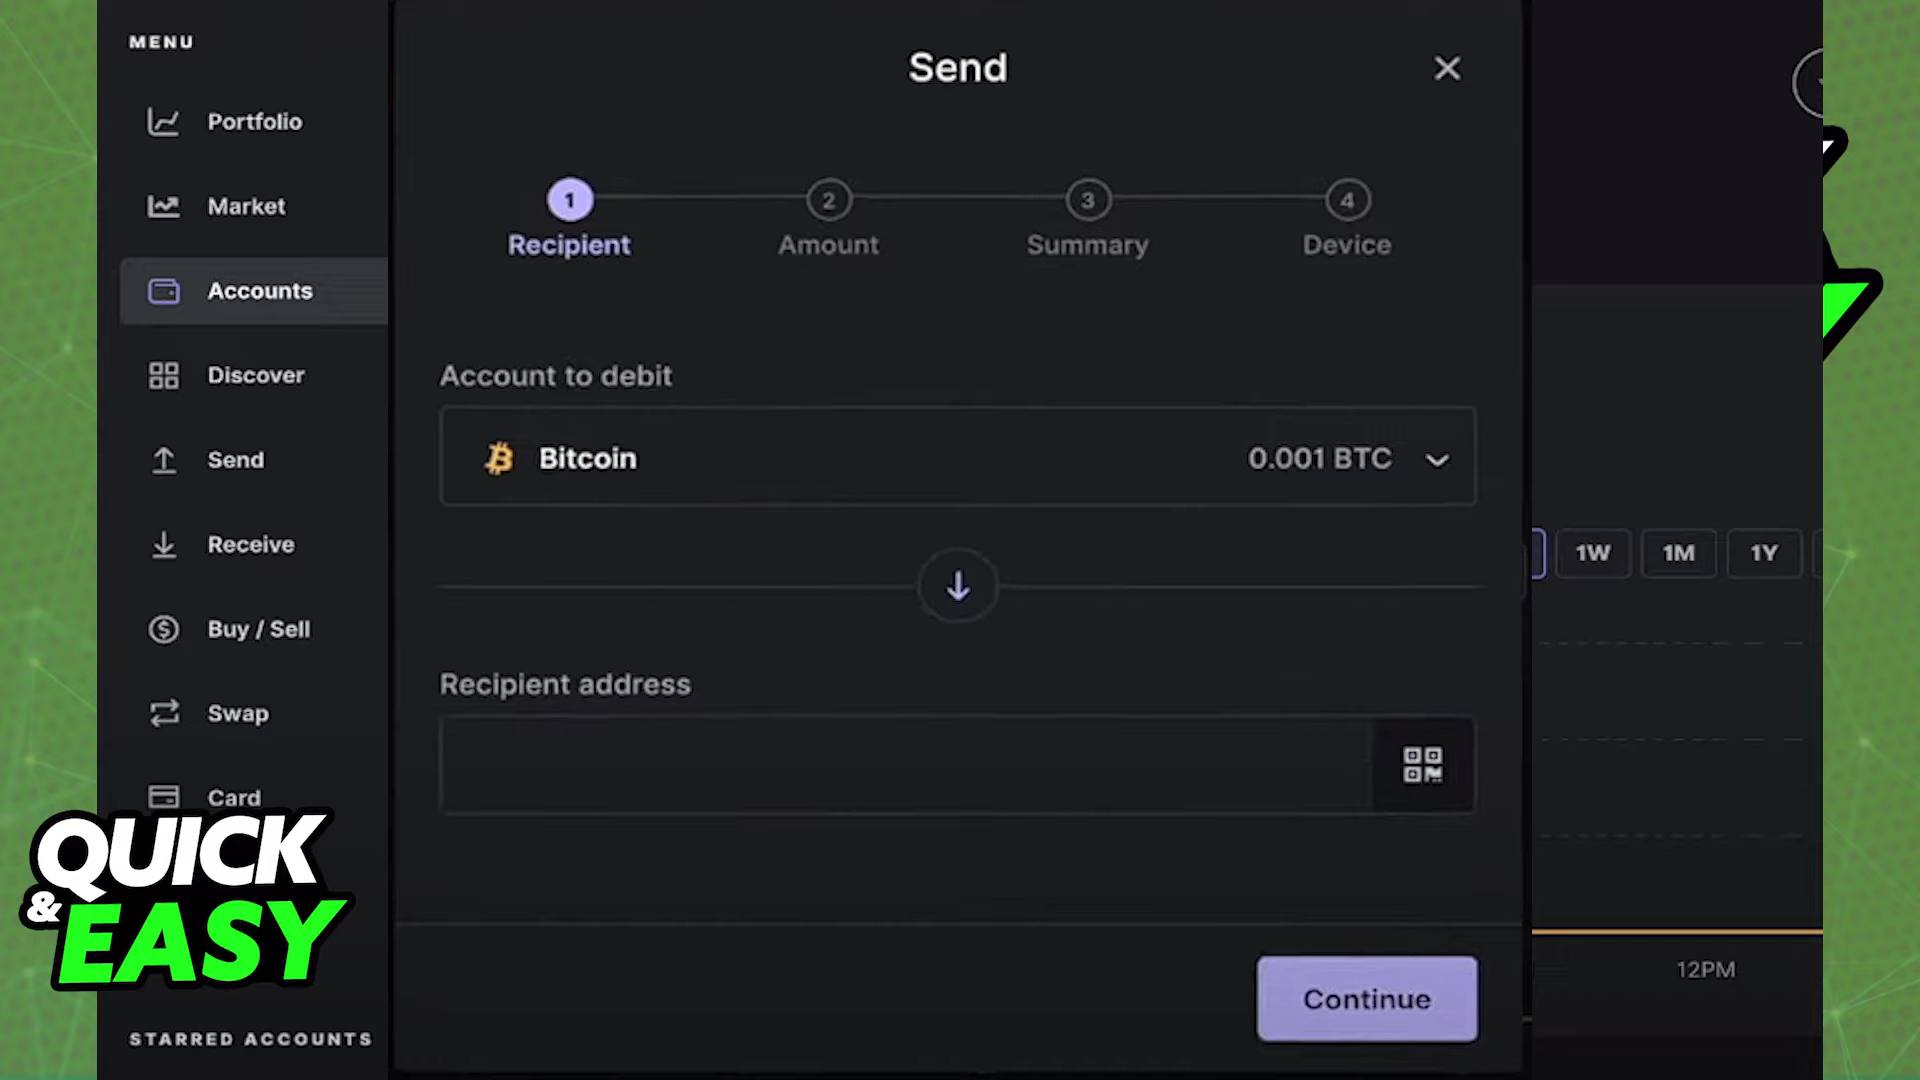 MENU
Portfolio
Market
Accounts
Discover
Send
Receive
Buy / Sell
Swap
Card
STARRED ACCOUNTS
Send
1
2
3
4
Recipient
Amount
Summary
Device
Account to debit
Bitcoin
0.001 BTC
Recipient address
Continue
1W
1M
1Y
12PM
QUICK
& EASY